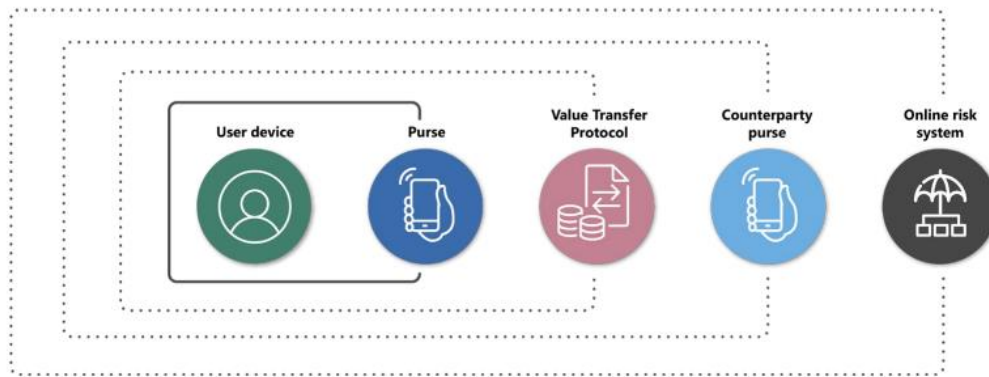 User device
Purse
Value Transfer
Protocol
Counterparty
purse
Online risk
system